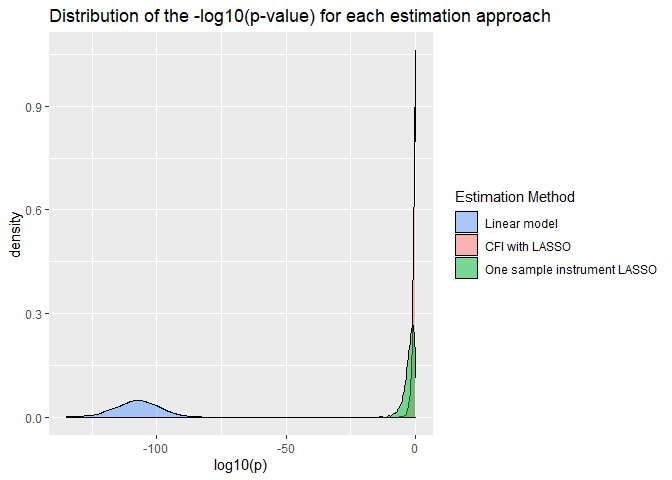 Distribution of the -log10(p-value) for each estimation approach
0.9
0.6
0.3
0.0
density
-100
-50
0
log10(p)
Estimation Method
Linear model
CFI with LASSO
One sample instrument LASSO